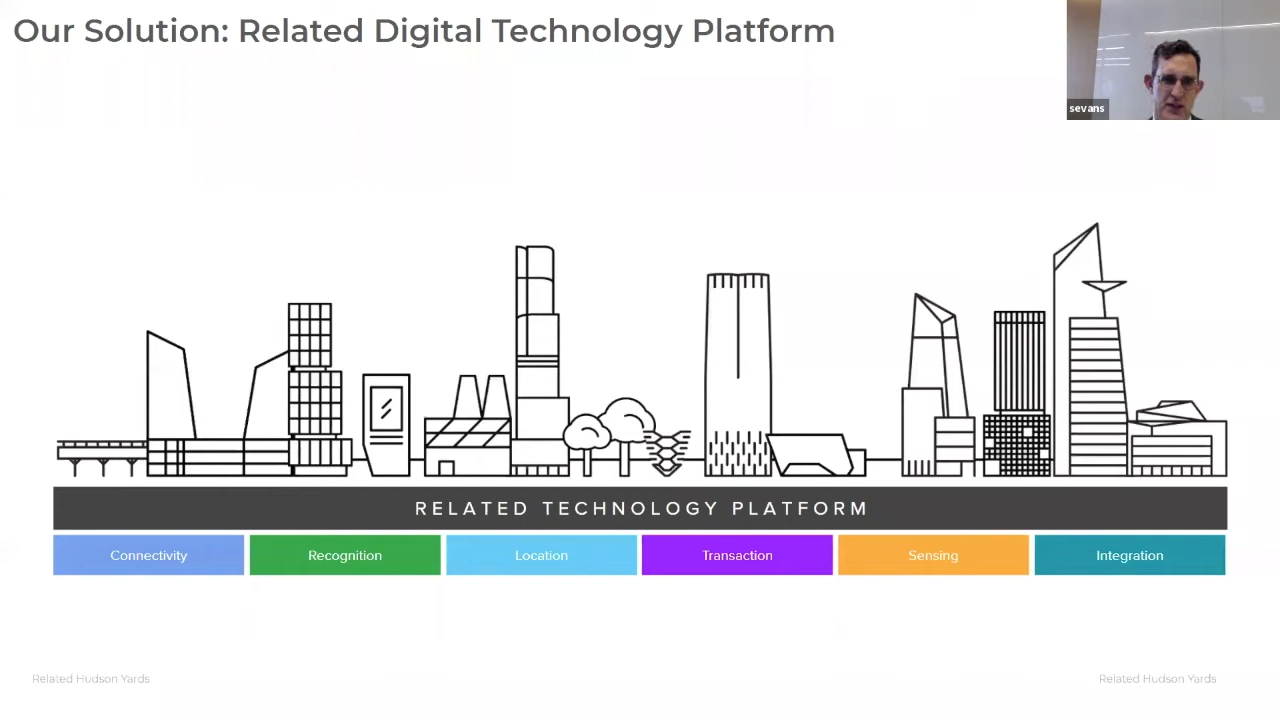 Our Solution: Related Digital Technology Platform
sevans
RELATED TECHNOLOGY PLATFORM
Connectivity
Recognition
Location
Transaction
Sensing
Integration
Related Hudson Yards
Related Hudson Yards